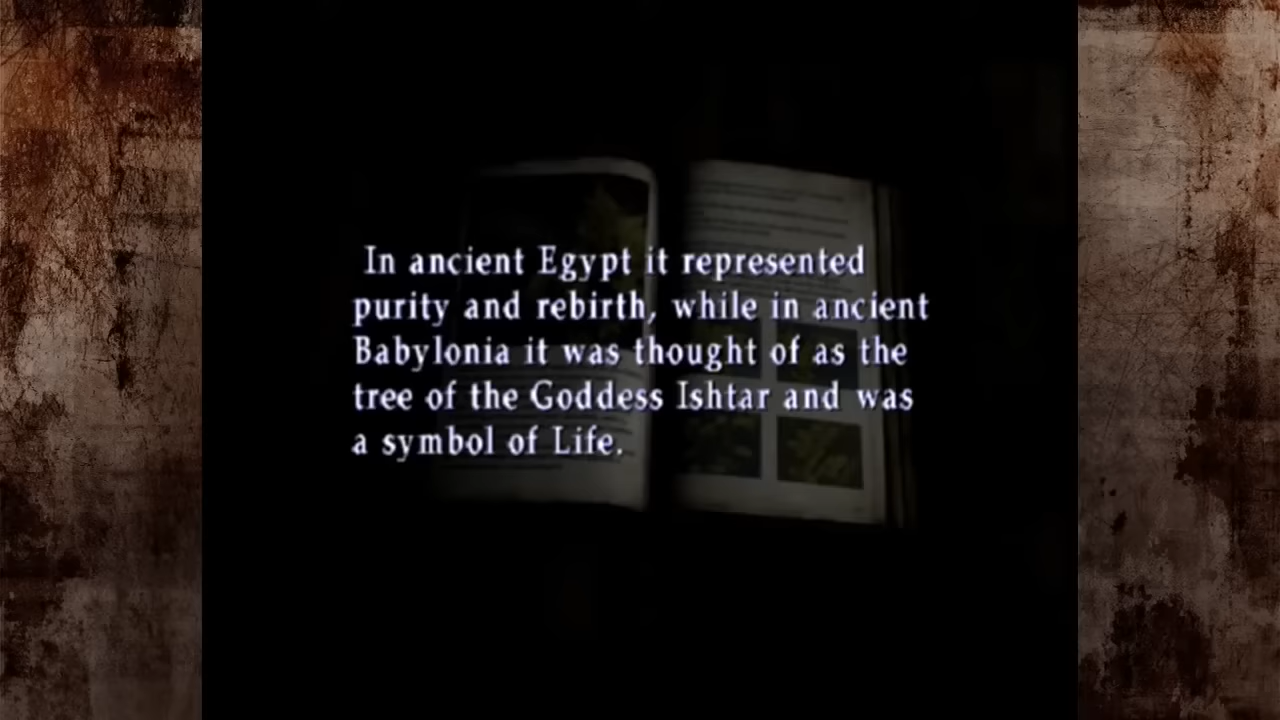 In ancient Egypt it represented
purity and rebirth, while in ancient
Babylonia it was thought of as the
tree of the Goddess Ishtar and was
a symbol of Life.